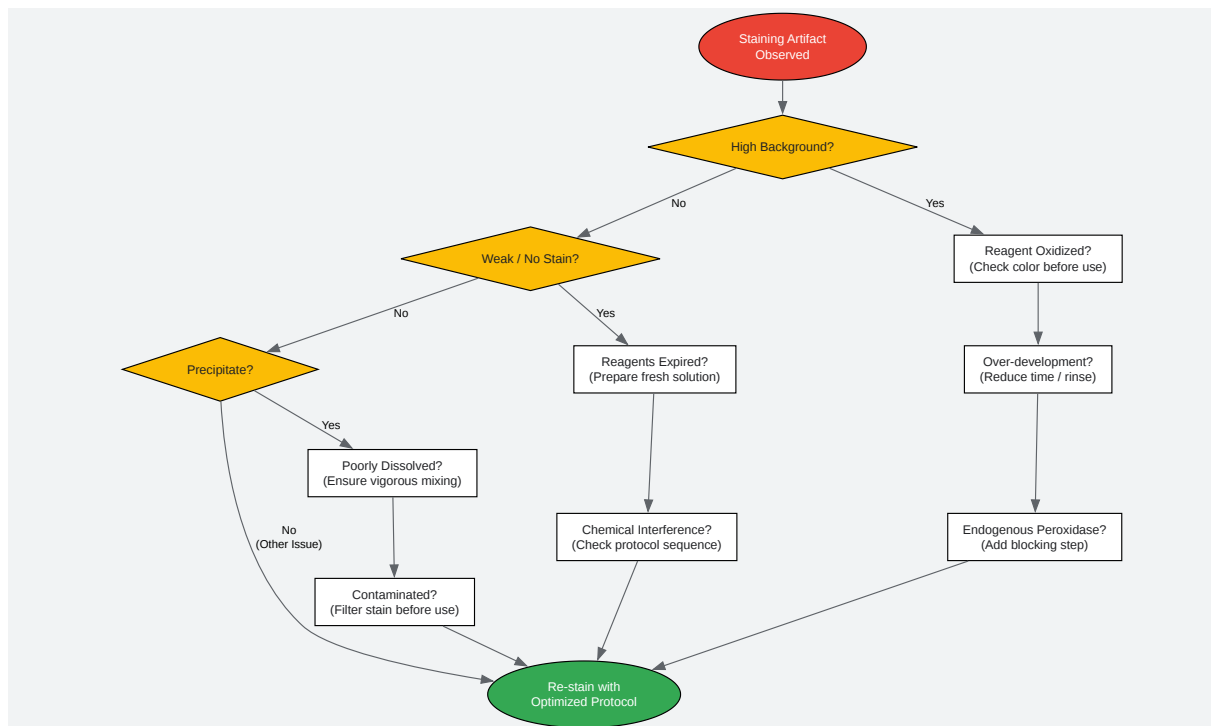 Staining Artifact
Observed
High Background?
No
Yes
Weak / No Stain?
Reagent Oxidized?
(Check color before use)
No
Yes
Precipitate?
Reagents Expired?
(Prepare fresh solution)
Over-development?
(Reduce time / rinse)
Yes
Poorly Dissolved?
(Ensure vigorous mixing)
No
(Other Issue)
Chemical Interference?
(Check protocol sequence)
Endogenous Peroxidase?
(Add blocking step)
Contaminated?
(Filter stain before use)
Re-stain with
Optimized Protocol